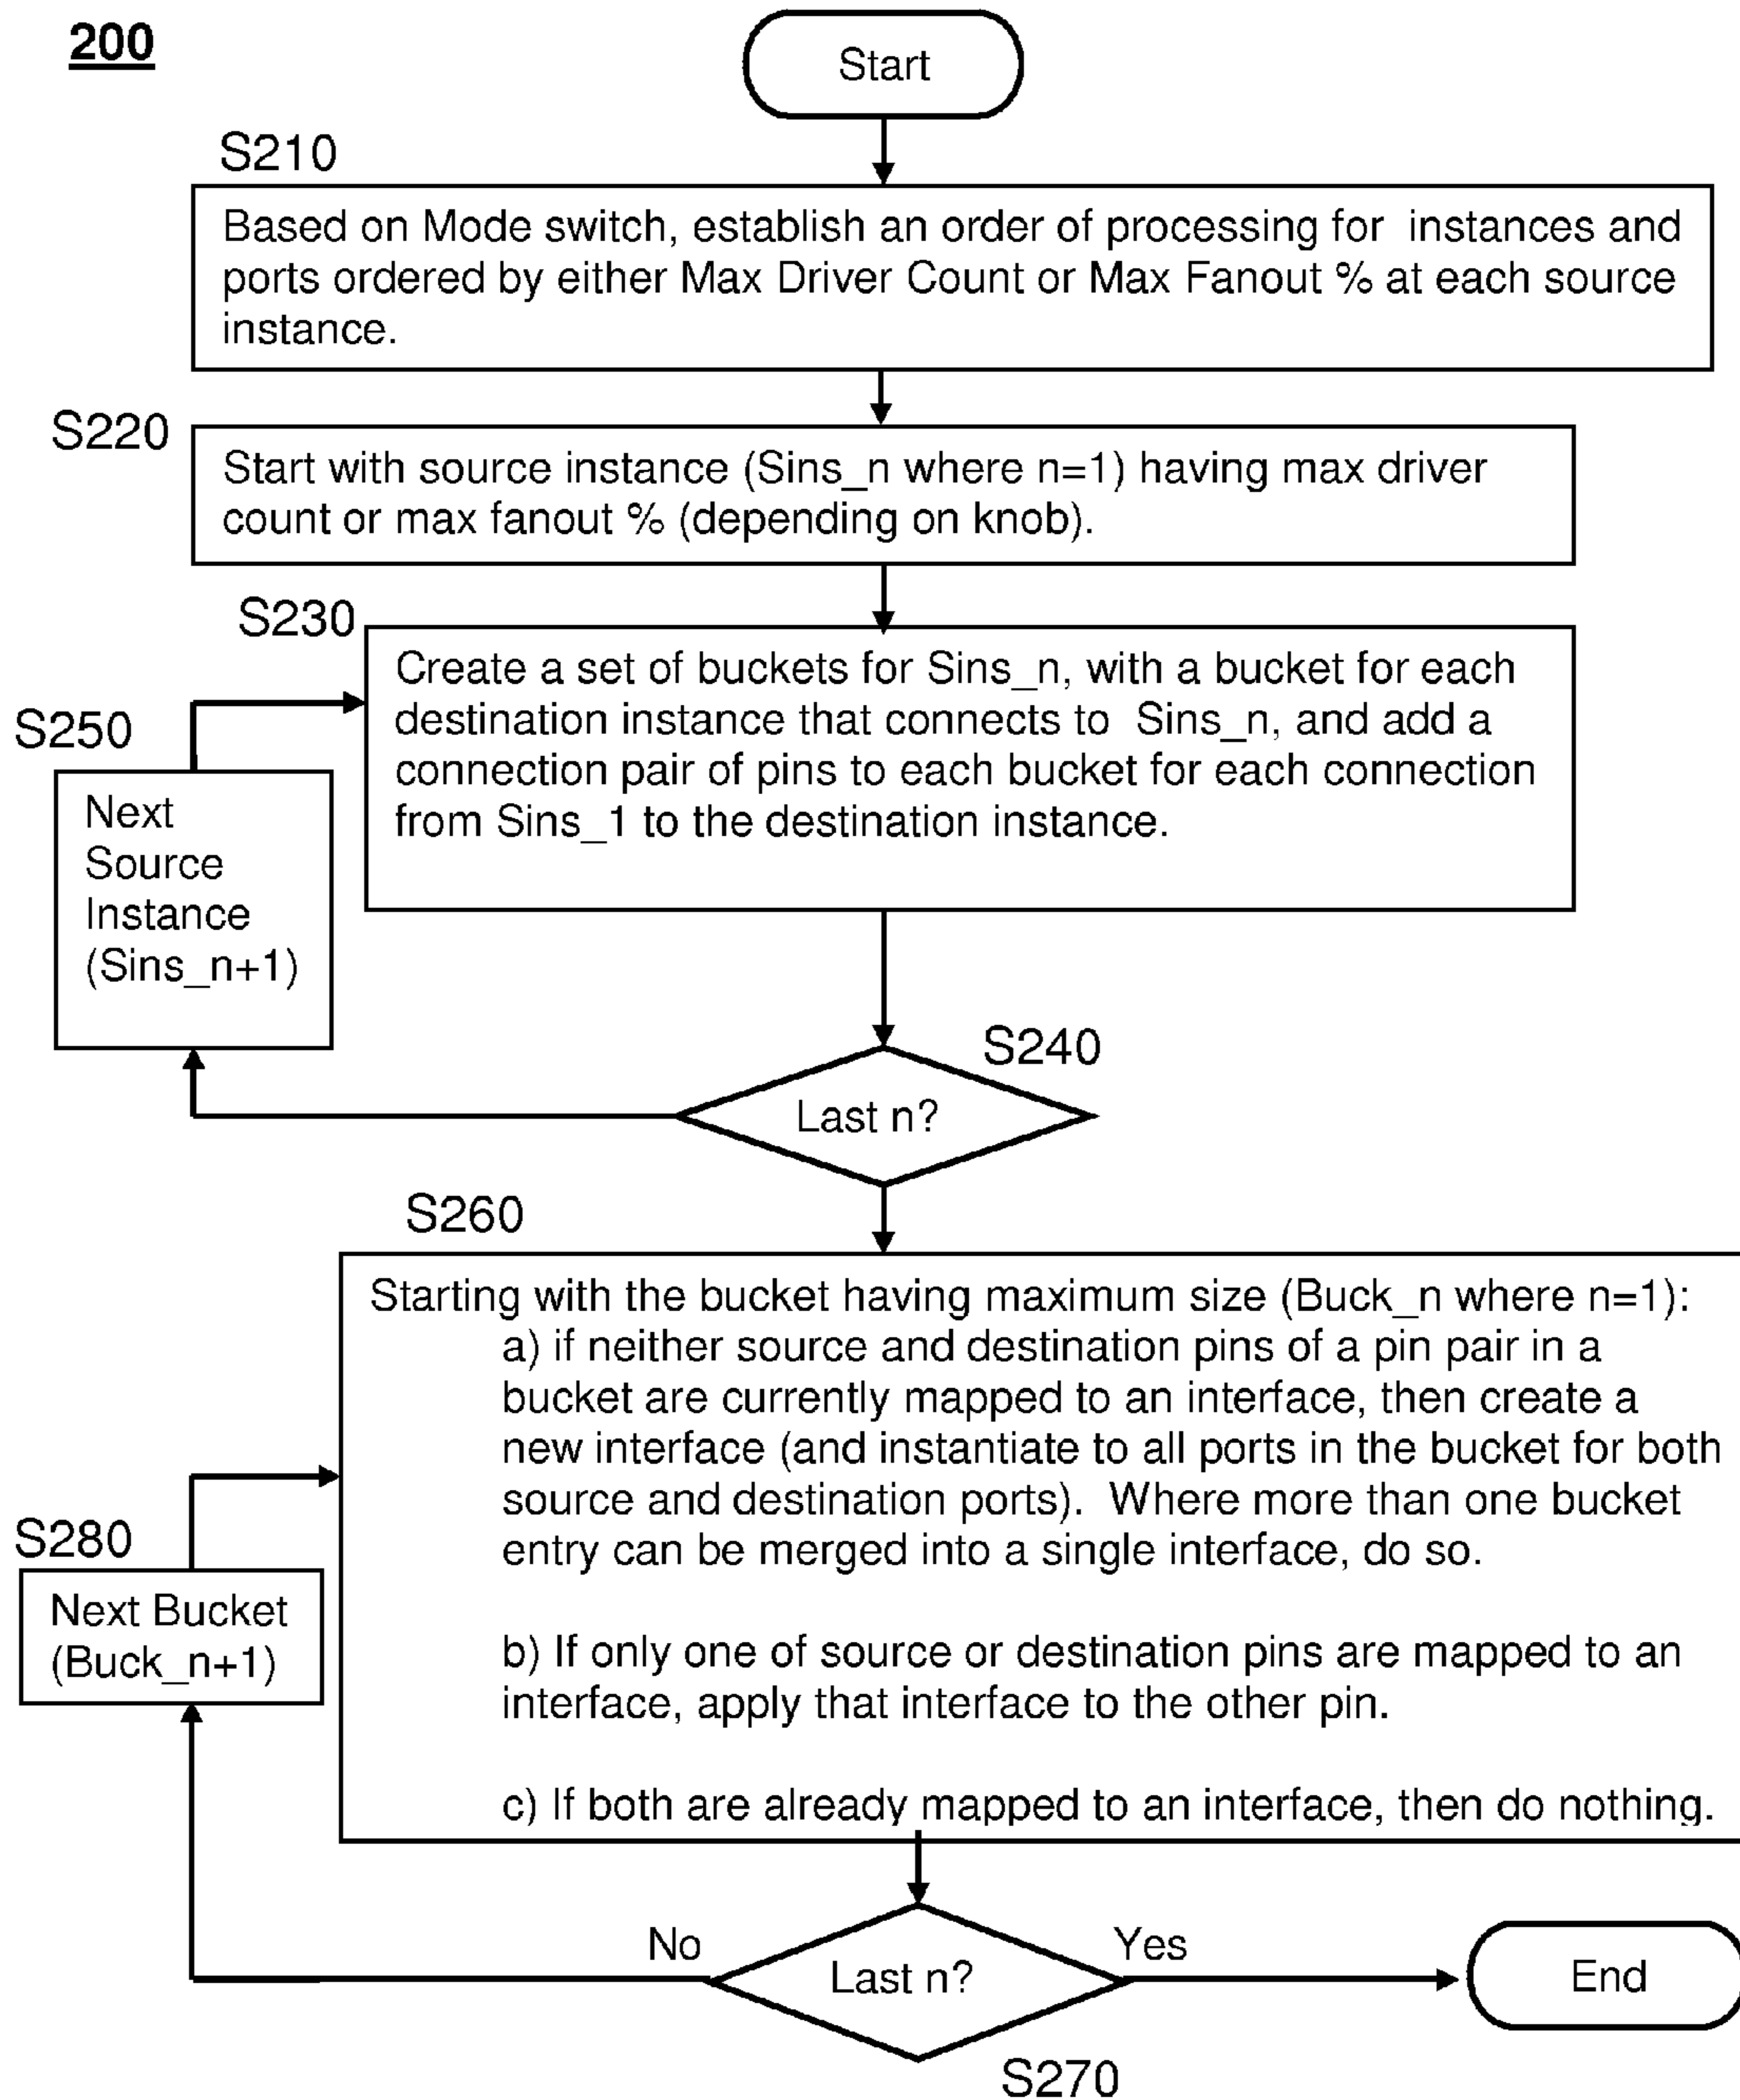 200
Start
S210
Based on Mode switch, establish an order of processing for instances and
ports ordered by either Max Driver Count or Max Fanout % at each source
instance.
S220
Start with source instance (Sins_n where n=1) having max driver
count or max fanout % (depending on knob).
S230
Create a set of buckets for Sins_n, with a bucket for each
destination instance that connects to Sins_n, and add a
connection pair of pins to each bucket for each connection
from Sins_1 to the destination instance.
S250
Next
Source
Instance
(Sins_n+1)
S240
Last n?
S260
Starting with the bucket having maximum size (Buck_n where n=1):
a) if neither source and destination pins of a pin pair in a
bucket are currently mapped to an interface, then create a
new interface (and instantiate to all ports in the bucket for both
source and destination ports). Where more than one bucket
entry can be merged into a single interface, do so.
b) If only one of source or destination pins are mapped to an
interface, apply that interface to the other pin.
c) If both are already mapped to an interface, then do nothing.
S280
Next Bucket
(Buck_n+1)
No
Last n?
Yes
End
S270